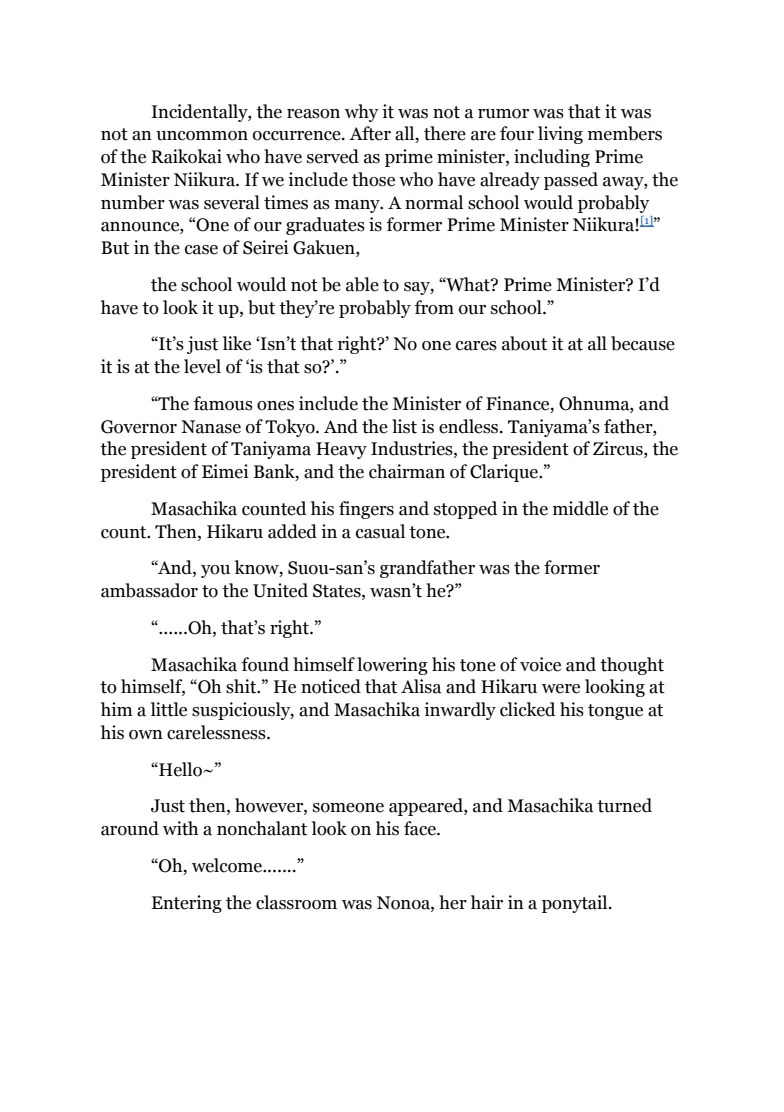 Incidentally, the reason why it was not a rumor was that it was
not an uncommon occurrence. After all, there are four living members
of the Raikokai who have served as prime minister, including Prime
Minister Niikura. If we include those who have already passed away, the
number was several times as many. A normal school would probably
announce, “One of our graduates is former Prime Minister Niikura![1]”
But in the case of Seirei Gakuen,
the school would not be able to say, “What? Prime Minister? I’d
have to look it up, but they’re probably from our school.”
“It’s just like ‘Isn’t that right?’ No one cares about it at all because
it is at the level of ‘is that so?’.”
“The famous ones include the Minister of Finance, Ohnuma, and
Governor Nanase of Tokyo. And the list is endless. Taniyama’s father,
the president of Taniyama Heavy Industries, the president of Zircus, the
president of Eimei Bank, and the chairman of Clarique.”
Masachika counted his fingers and stopped in the middle of the
count. Then, Hikaru added in a casual tone.
“And, you know, Suou-san’s grandfather was the former
ambassador to the United States, wasn’t he?”
“......Oh, that’s right.”
Masachika found himself lowering his tone of voice and thought
to himself, “Oh shit.” He noticed that Alisa and Hikaru were looking at
him a little suspiciously, and Masachika inwardly clicked his tongue at
his own carelessness.
“Hello~”
Just then, however, someone appeared, and Masachika turned
around with a nonchalant look on his face.
“Oh, welcome.......”
Entering the classroom was Nonoa, her hair in a ponytail.